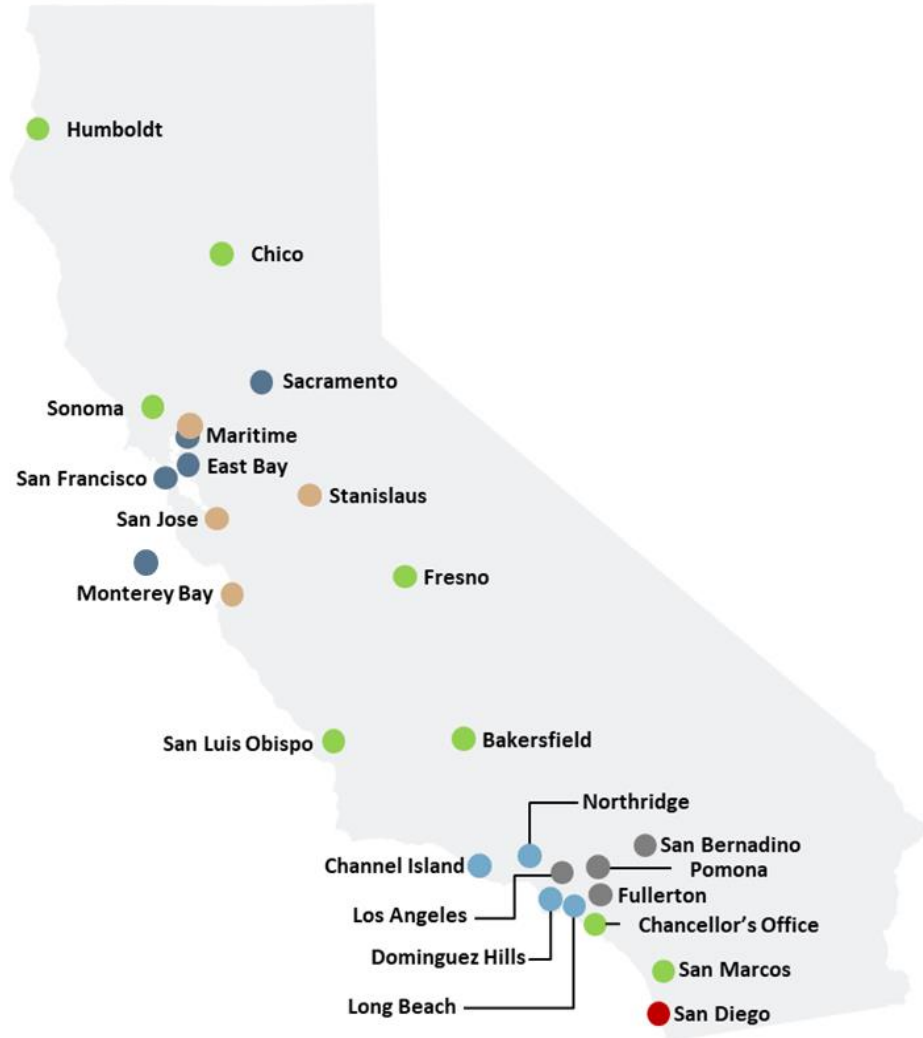 Humboldt
Chico
Sacramento
Sonoma
Maritime
East Bay
San Francisco
Stanislaus
San Jose
Fresno
Monterey Bay
San Luis Obispo
Bakersfield
Northridge
San Bernadino
Channel Island
Pomona
Fullerton
Los Angeles
Chancellor's Office
Dominguez Hills
San Marcos
Long Beach
San Diego